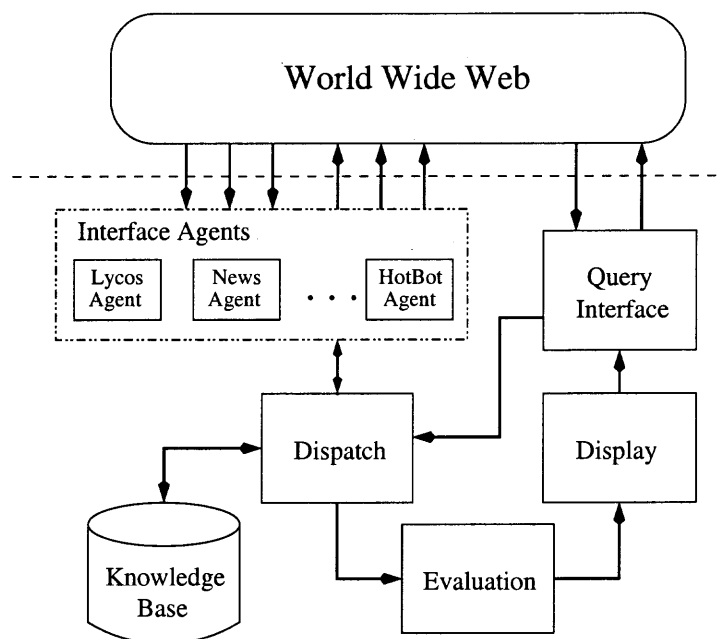 World Wide Web
Interface Agents
Lycos
Agent
News
Agent
. . .
HotBot
Agent
Query
Interface
Dispatch
Display
Knowledge
Base
Evaluation